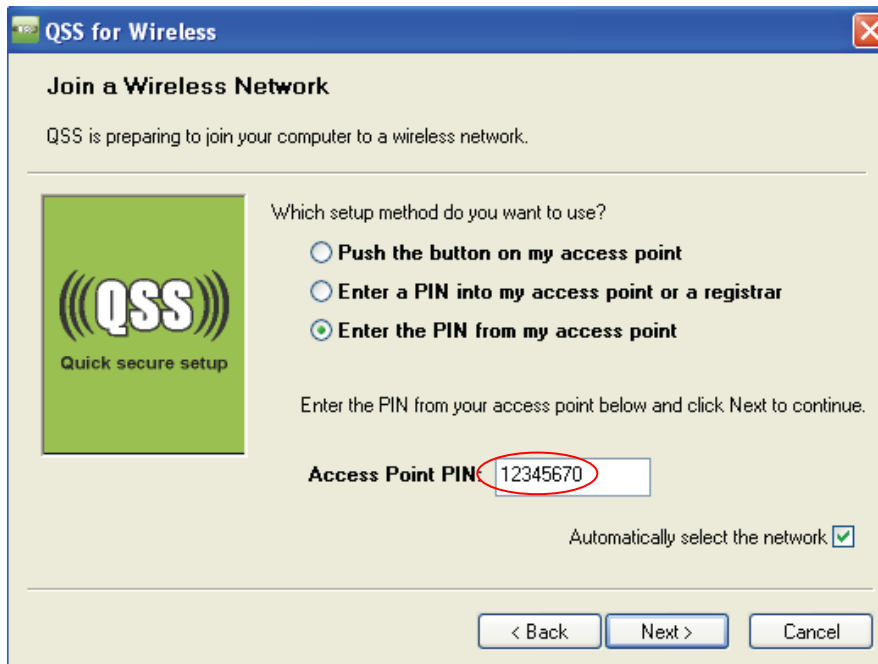 QSS for Wireless
Join a Wireless Network
QSS is preparing to join your computer to a wireless network.
Which setup method do you want to use?
Push the button on my access point
Enter a PIN into my access point or a registrar
Enter the PIN from my access point
(((QSS)))
Quick secure setup
Enter the PIN from your access point below and click Next to continue.
Access Point PIN: 12345670
Automatically select the network
< Back Next > Cancel